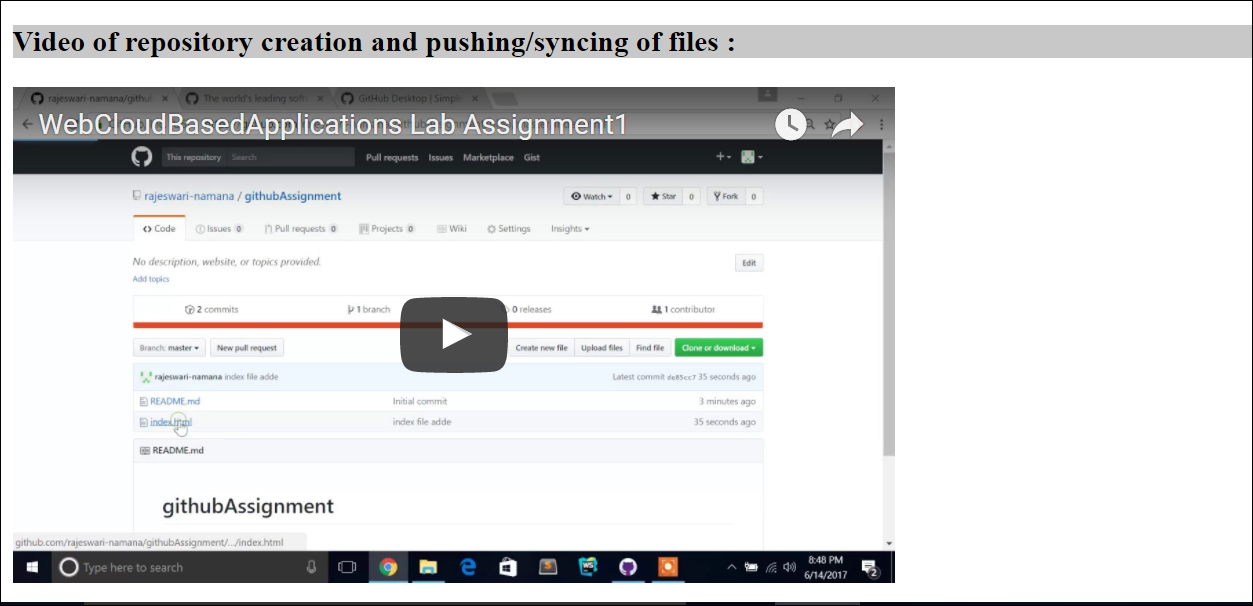 Video of repository creation and pushing/syncing of files :
rajeswari-namana/githu
The world's leading softw
GitHub Desktop | Simple
WebCloudBasedApplications Lab Assignment1
This repository Search Pull requests Issues Marketplace Gist
rajeswari-namana / githubAssignment Watch 0 Star 0 Fork 0
Code Issues 0 Pull requests 0 Projects 0 Wiki Settings Insights
No description, website, or topics provided. Edit
Add topics
2 commits 1 branch 0 releases 1 contributor
Branch: master New pull request Create new file Upload files Find file Clone or download
rajeswari-namana index file adde Latest commit de85cc7 35 seconds ago
README.md Initial commit 3 minutes ago
index.html index file adde 35 seconds ago
README.md
githubAssignment
github.com/rajeswari-namana/githubAssignment/.../index.html
Type here to search
WS
8:48 PM
6/14/2017
2